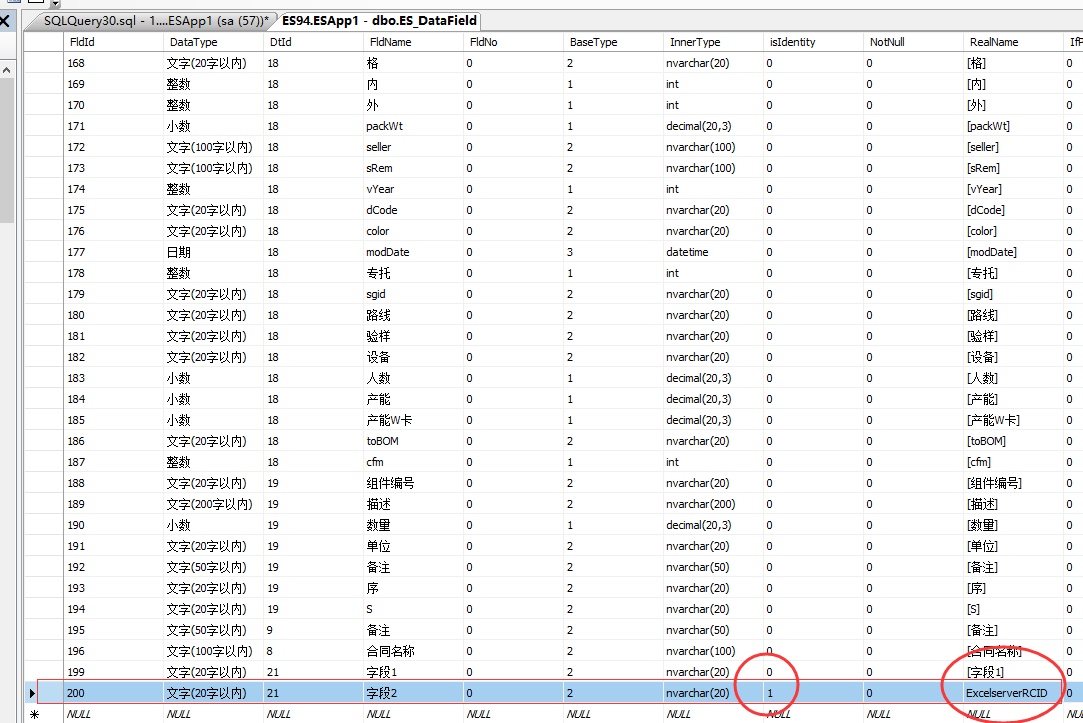 SQLQuery30.sql - 1....ESApp1 (sa (57))* ES94.ESApp1 - dbo.ES_DataField
FldId DataType DtId FldName FldNo BaseType InnerType isIdentity NotNull RealName
168 文字(20字以内) 18 格 0 2 nvarchar(20) 0 0 [格] 0
169 整数 18 内 0 1 int 0 0 [内] 0
170 整数 18 外 0 1 int 0 0 [外] 0
171 小数 18 packWt 0 1 decimal(20,3) 0 0 [packWt] 0
172 文字(100字以内) 18 seller 0 2 nvarchar(100) 0 0 [seller] 0
173 文字(100字以内) 18 sRem 0 2 nvarchar(100) 0 0 [sRem] 0
174 整数 18 vYear 0 1 int 0 0 [vYear] 0
175 文字(20字以内) 18 dCode 0 2 nvarchar(20) 0 0 [dCode] 0
176 文字(20字以内) 18 color 0 2 nvarchar(20) 0 0 [color] 0
177 日期 18 modDate 0 3 datetime 0 0 [modDate] 0
178 整数 18 专托 0 1 int 0 0 [专托] 0
179 文字(20字以内) 18 sgid 0 2 nvarchar(20) 0 0 [sgid] 0
180 文字(20字以内) 18 路线 0 2 nvarchar(20) 0 0 [路线] 0
181 文字(20字以内) 18 验样 0 2 nvarchar(20) 0 0 [验样] 0
182 文字(20字以内) 18 设备 0 2 nvarchar(20) 0 0 [设备] 0
183 小数 18 人数 0 1 decimal(20,3) 0 0 [人数] 0
184 小数 18 产能 0 1 decimal(20,3) 0 0 [产能] 0
185 小数 18 产能W卡 0 1 decimal(20,3) 0 0 [产能W卡] 0
186 文字(20字以内) 18 toBOM 0 2 nvarchar(20) 0 0 [toBOM] 0
187 整数 18 cfm 0 1 int 0 0 [cfm] 0
188 文字(20字以内) 19 组件编号 0 2 nvarchar(20) 0 0 [组件编号] 0
189 文字(200字以内) 19 描述 0 2 nvarchar(200) 0 0 [描述] 0
190 小数 19 数量 0 1 decimal(20,3) 0 0 [数量] 0
191 文字(20字以内) 19 单位 0 2 nvarchar(20) 0 0 [单位] 0
192 文字(50字以内) 19 备注 0 2 nvarchar(50) 0 0 [备注] 0
193 文字(20字以内) 19 序 0 2 nvarchar(20) 0 0 [序] 0
194 文字(20字以内) 19 S 0 2 nvarchar(20) 0 0 [S] 0
195 文字(50字以内) 9 备注 0 2 nvarchar(50) 0 0 [备注] 0
196 文字(100字以内) 8 合同名称 0 2 nvarchar(100) 0 0 [合同名称] 0
199 文字(20字以内) 21 字段1 0 2 nvarchar(20) 0 0 [字段1] 0
200 文字(20字以内) 21 字段2 0 2 nvarchar(20) 1 0 ExcelserverRCID 0
NULL NULL NULL NULL NULL NULL NULL NULL NULL NULL